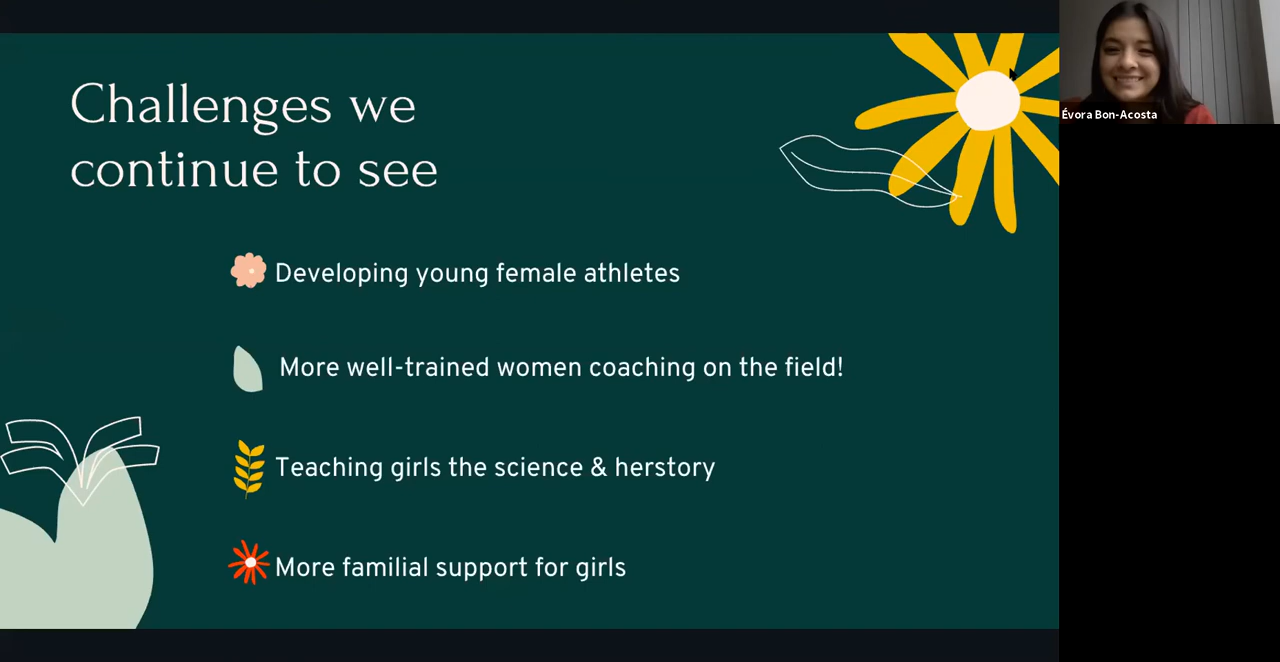 Challenges we
continue to see
Developing young female athletes
More well-trained women coaching on the field!
Teaching girls the science & herstory
More familial support for girls
Évora Bon-Acosta